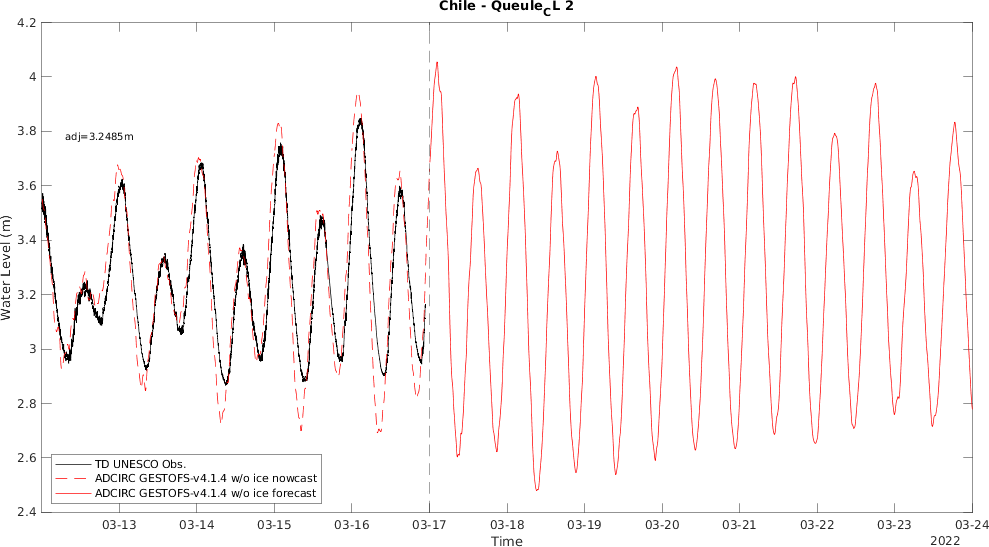 Chile - Queule_CL 2
4.2
4
3.8
3.6
3.4
3.2
3
2.8
2.6
2.4
Water Level (m)
adj=3.2485m
TD UNESCO Obs.
ADCIRC GESTOFS-v4.1.4 w/o ice nowcast
ADCIRC GESTOFS-v4.1.4 w/o ice forecast
03-13 03-14 03-15 03-16 03-17 03-18 03-19 03-20 03-21 03-22 03-23 03-24
Time
2022